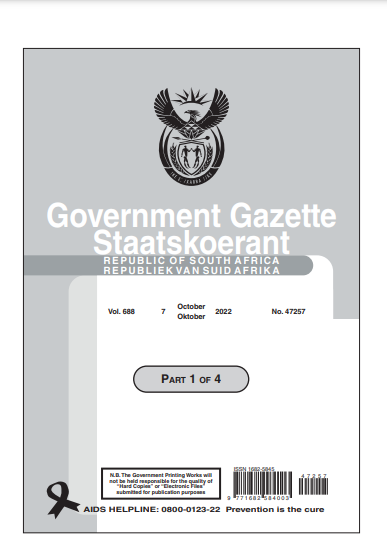 Government Gazette
Staatskoerant
REPUBLIC OF SOUTH AFRICA
REPUBLIEK VAN SUID AFRIKA
Vol. 688 7 October 2022 No. 47257
Oktober
PART 1 OF 4
N.B. The Government Printing Works will
not be held responsible for the quality of
"Hard Copies" or "Electronic Files"
submitted for publication purposes
ISSN 1682-5845
9 771682 584003
47257
AIDS HELPLINE: 0800-0123-22 Prevention is the cure